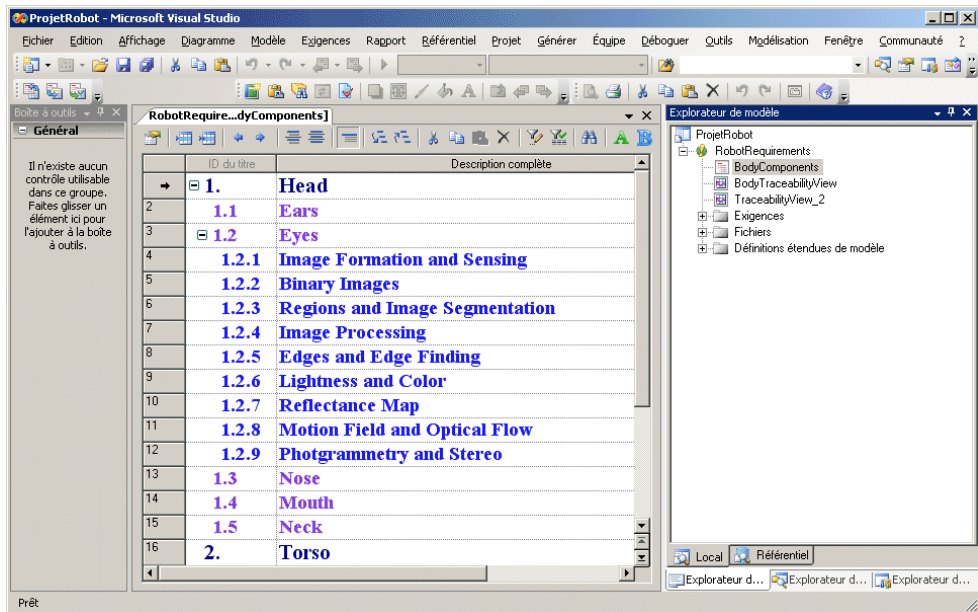 ProjetRobot - Microsoft Visual Studio
Fichier Edition Affichage Diagramme Modèle Exigences Rapport Référentiel Projet Générer Équipe Déboguer Outils Modélisation Fenêtre Communauté ?
Boîte à outils
Général
Il n'existe aucun
contrôle utilisable
dans ce groupe.
Faites glisser un
élément ici pour
l'ajouter à la boîte
à outils.
RobotRequire...dyComponents]
ID du titre Description complète
1. Head
2 1.1 Ears
3 1.2 Eyes
4 1.2.1 Image Formation and Sensing
5 1.2.2 Binary Images
6 1.2.3 Regions and Image Segmentation
7 1.2.4 Image Processing
8 1.2.5 Edges and Edge Finding
9 1.2.6 Lightness and Color
10 1.2.7 Reflectance Map
11 1.2.8 Motion Field and Optical Flow
12 1.2.9 Photgrammetry and Stereo
13 1.3 Nose
14 1.4 Mouth
15 1.5 Neck
16 2. Torso
Explorateur de modèle
ProjetRobot
RobotRequirements
BodyComponents
BodyTraceabilityView
TraceabilityView_2
Exigences
Fichiers
Définitions étendues de modèle
Local Référentiel
Explorateur d... Explorateur d... Explorateur d...
Prêt